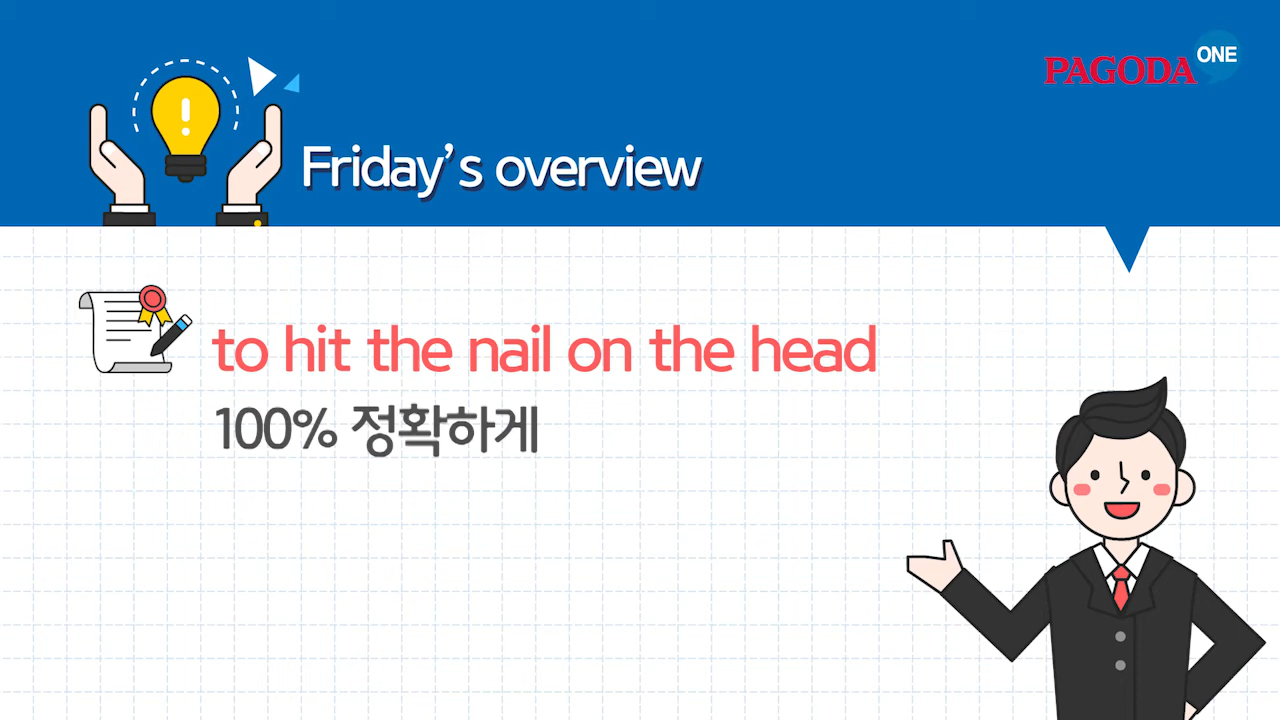 PAGODA ONE
Friday's overview
to hit the nail on the head
100% 정확하게